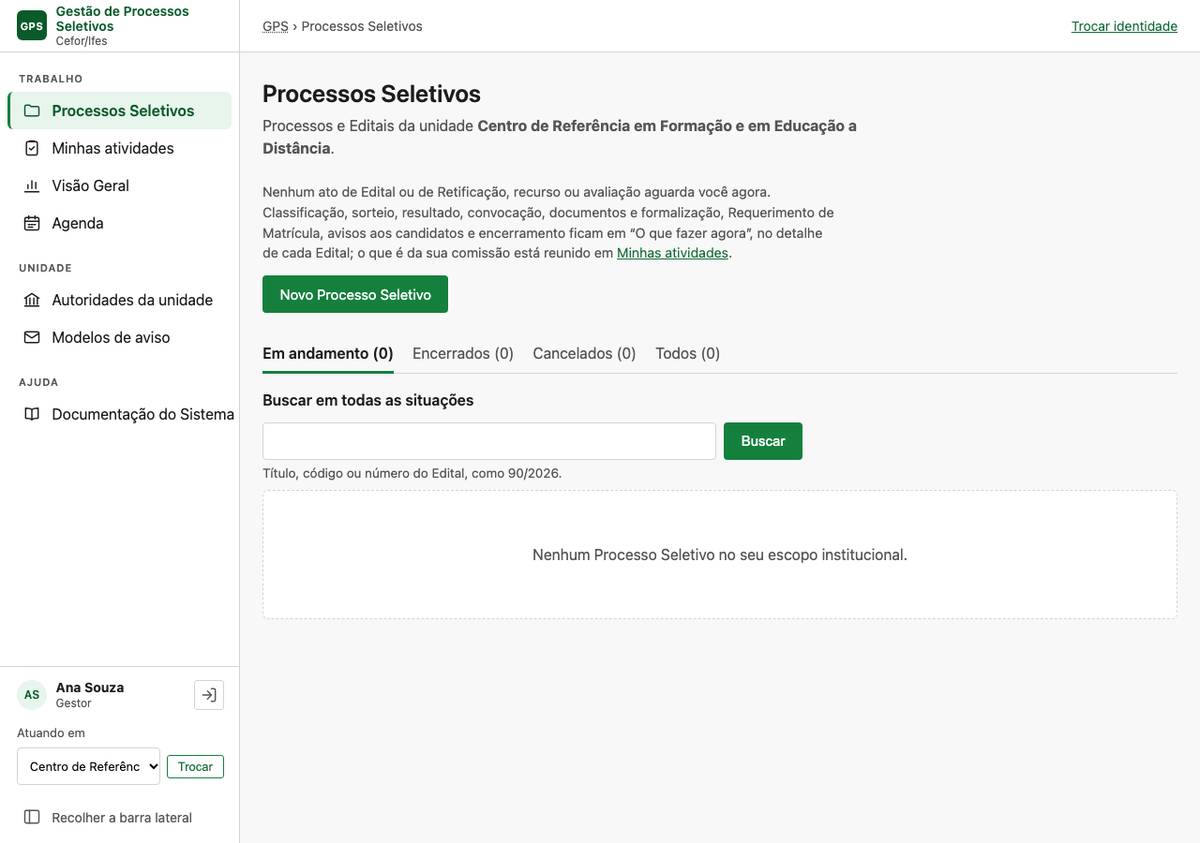 GPS
Gestão de Processos
Seletivos
Cefor/Ifes
GPS › Processos Seletivos
Trocar identidade
TRABALHO
Processos Seletivos
Minhas atividades
Visão Geral
Agenda
UNIDADE
Autoridades da unidade
Modelos de aviso
AJUDA
Documentação do Sistema
Processos Seletivos
Processos e Editais da unidade Centro de Referência em Formação e em Educação a
Distância.
Nenhum ato de Edital ou de Retificação, recurso ou avaliação aguarda você agora.
Classificação, sorteio, resultado, convocação, documentos e formalização, Requerimento de
Matrícula, avisos aos candidatos e encerramento ficam em “O que fazer agora”, no detalhe
de cada Edital; o que é da sua comissão está reunido em Minhas atividades.
Novo Processo Seletivo
Em andamento (0) Encerrados (0) Cancelados (0) Todos (0)
Buscar em todas as situações
Buscar
Título, código ou número do Edital, como 90/2026.
Nenhum Processo Seletivo no seu escopo institucional.
AS
Ana Souza
Gestor
Atuando em
Centro de Referênc
Trocar
Recolher a barra lateral